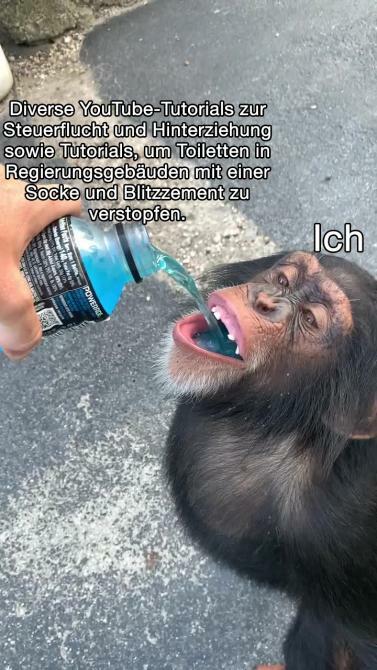 Diverse YouTube-Tutorials zur
Steuerflucht und Hinterziehung
sowie Tutorials, um Toiletten in
Regierungsgebäuden mit einer
Socke und Blitzzement zu
verstopfen.
Ich
POWERADE